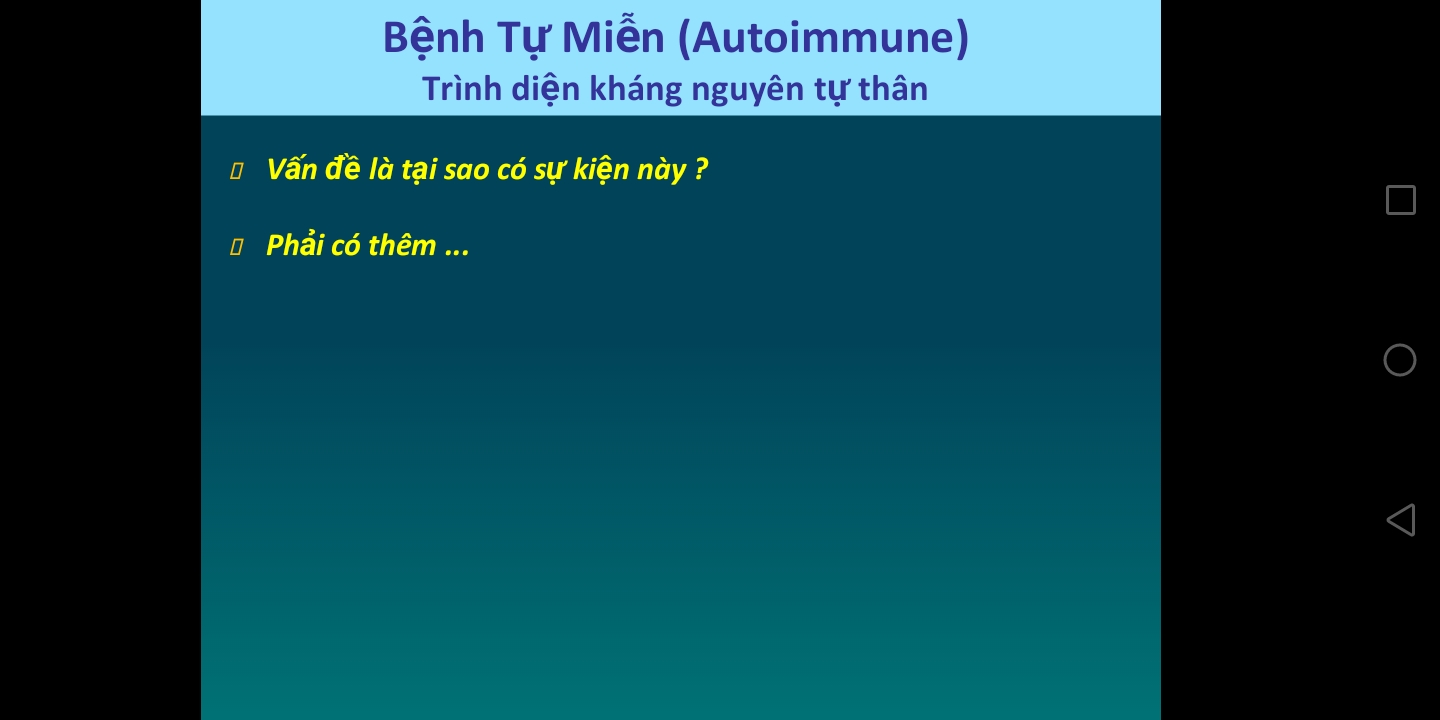 Bệnh Tự Miễn (Autoimmune)
Trình diện kháng nguyên tự thân
Vấn đề là tại sao có sự kiện này ?
Phải có thêm ...